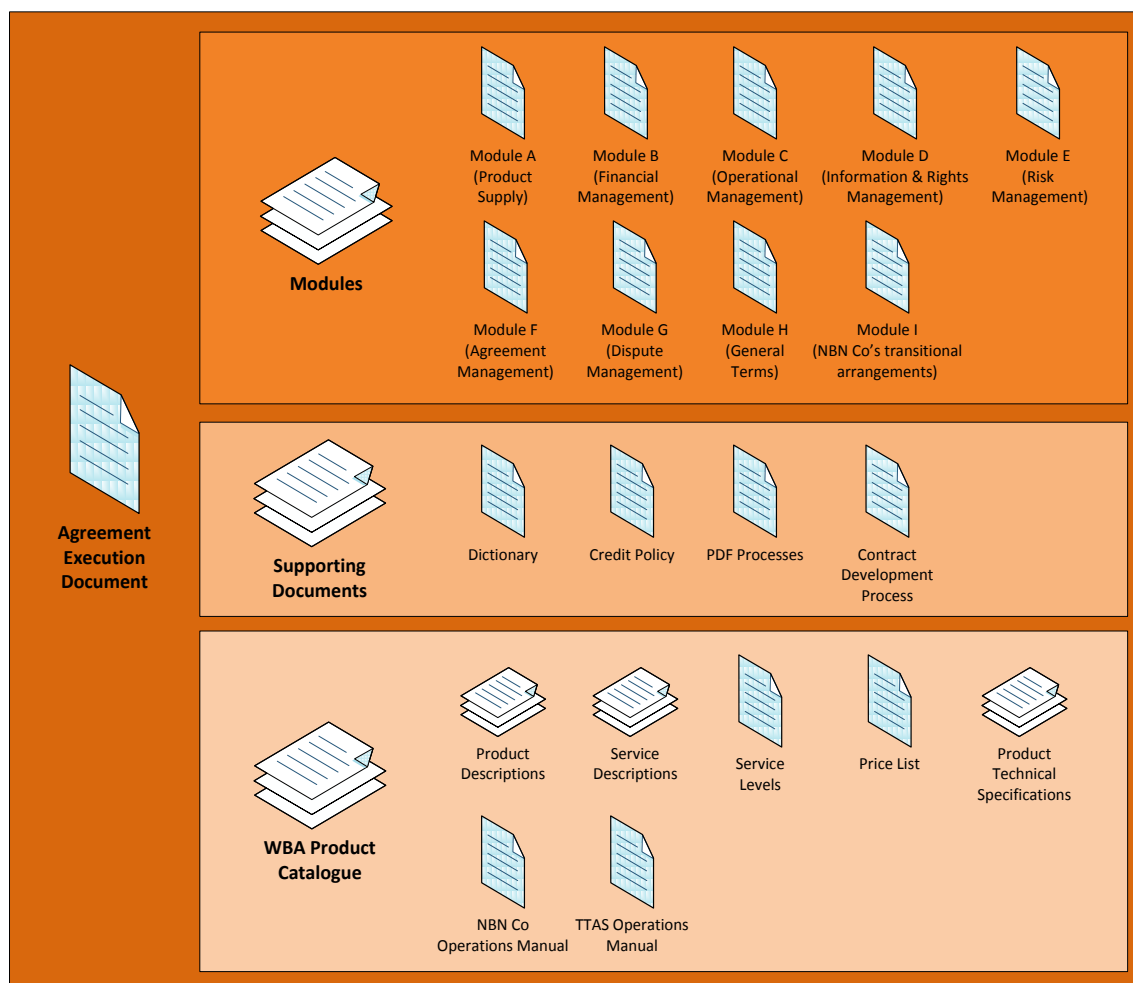 Module A
(Product
Supply)
Module B
(Financial
Management)
Module C
(Operational
Management)
Module D
(Information & Rights
Management)
Module E
(Risk
Management)
Modules
Module F
(Agreement
Management)
Module G
(Dispute
Management)
Module H
(General
Terms)
Module I
(NBN Co’s transitional
arrangements)
Agreement
Execution
Document
Supporting
Documents
Dictionary
Credit Policy
PDF Processes
Contract
Development
Process
WBA Product
Catalogue
Product
Descriptions
Service
Descriptions
Service
Levels
Price List
Product
Technical
Specifications
NBN Co
Operations Manual
TTAS Operations
Manual